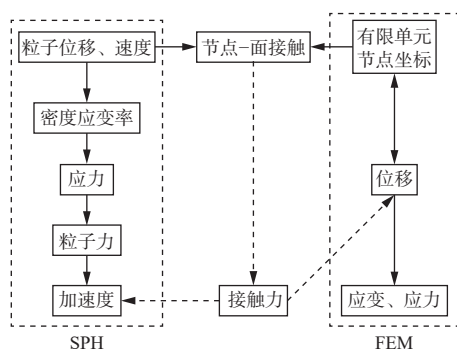 粒子位移、速度
节点-面接触
有限单元
节点坐标
密度应变率
应力
位移
粒子力
加速度
接触力
应变、应力
SPH
FEM